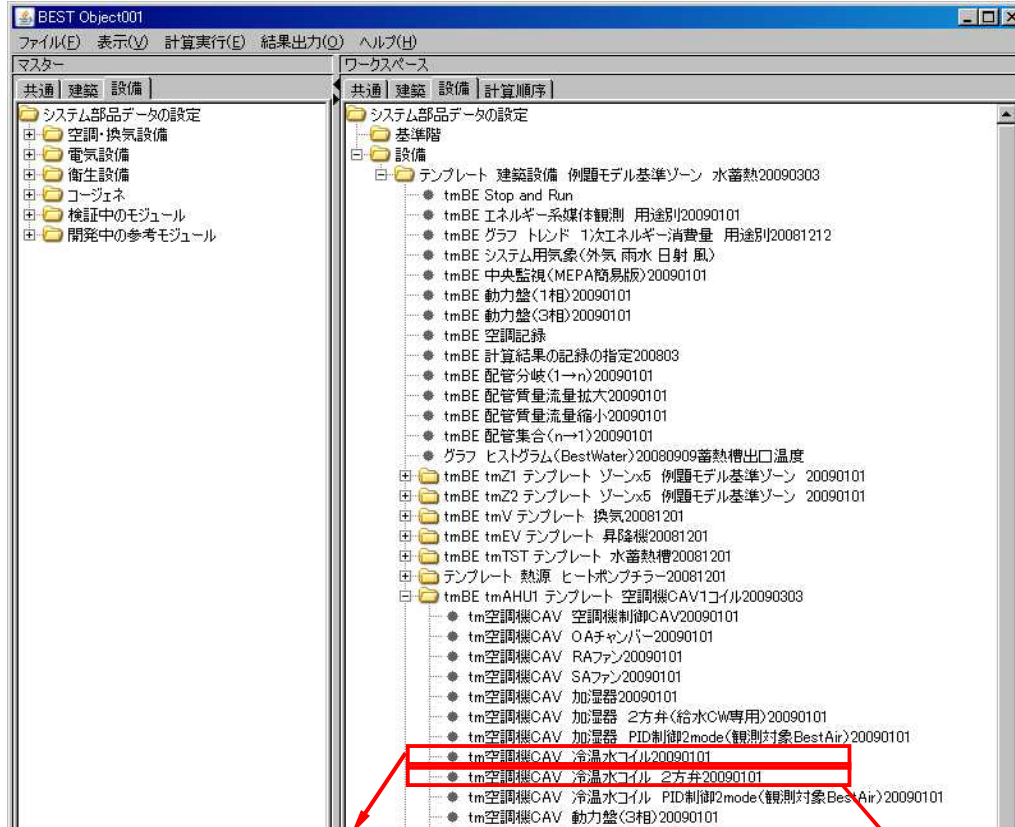 BEST Object001
ファイル(F) 表示(V) 計算実行(E) 結果出力(O) ヘルプ(H)
マスター
共通 建築 設備
システム部品データの設定
空調・換気設備
電気設備
衛生設備
コージェネ
検証中のモジュール
開発中の参考モジュール
ワークスペース
共通 建築 設備 計算順序
システム部品データの設定
基準階
設備
テンプレート 建築設備 例題モデル基準ゾーン 水蓄熱20090303
tmBE Stop and Run
tmBE エネルギー系媒体観測 用途別20090101
tmBE グラフ トレンド 1次エネルギー消費量 用途別20081212
tmBE システム用気象(外気 雨水 日射 風)
tmBE 中央監視(MEPA簡易版)20090101
tmBE 動力盤(1相)20090101
tmBE 動力盤(3相)20090101
tmBE 空調記録
tmBE 計算結果の記録の指定200803
tmBE 配管分岐(1→n)20090101
tmBE 配管質量流量拡大20090101
tmBE 配管質量流量縮小20090101
tmBE 配管集合(n→1)20090101
グラフ ヒストグラム(BestWater)20080909蓄熱槽出口温度
tmBE tmZ1 テンプレート ゾーンx5 例題モデル基準ゾーン 20090101
tmBE tmZ2 テンプレート ゾーンx5 例題モデル基準ゾーン 20090101
tmBE tmV テンプレート 換気20081201
tmBE tmEV テンプレート 昇降機20081201
tmBE tmTST テンプレート 水蓄熱槽20081201
テンプレート 熱源 ヒートポンプチラー20081201
tmBE tmAHU1 テンプレート 空調機CAV1コイル20090303
tm空調機CAV 空調機制御CAV20090101
tm空調機CAV OAチャンバー20090101
tm空調機CAV RAファン20090101
tm空調機CAV SAファン20090101
tm空調機CAV 加湿器20090101
tm空調機CAV 加湿器 2方弁(給水CW専用)20090101
tm空調機CAV 加湿器 PID制御2mode(観測対象BestAir)20090101
tm空調機CAV 冷温水コイル20090101
tm空調機CAV 冷温水コイル 2方弁20090101
tm空調機CAV 冷温水コイル PID制御2mode(観測対象BestAir)20090101
tm空調機CAV 動力盤(3相)20090101